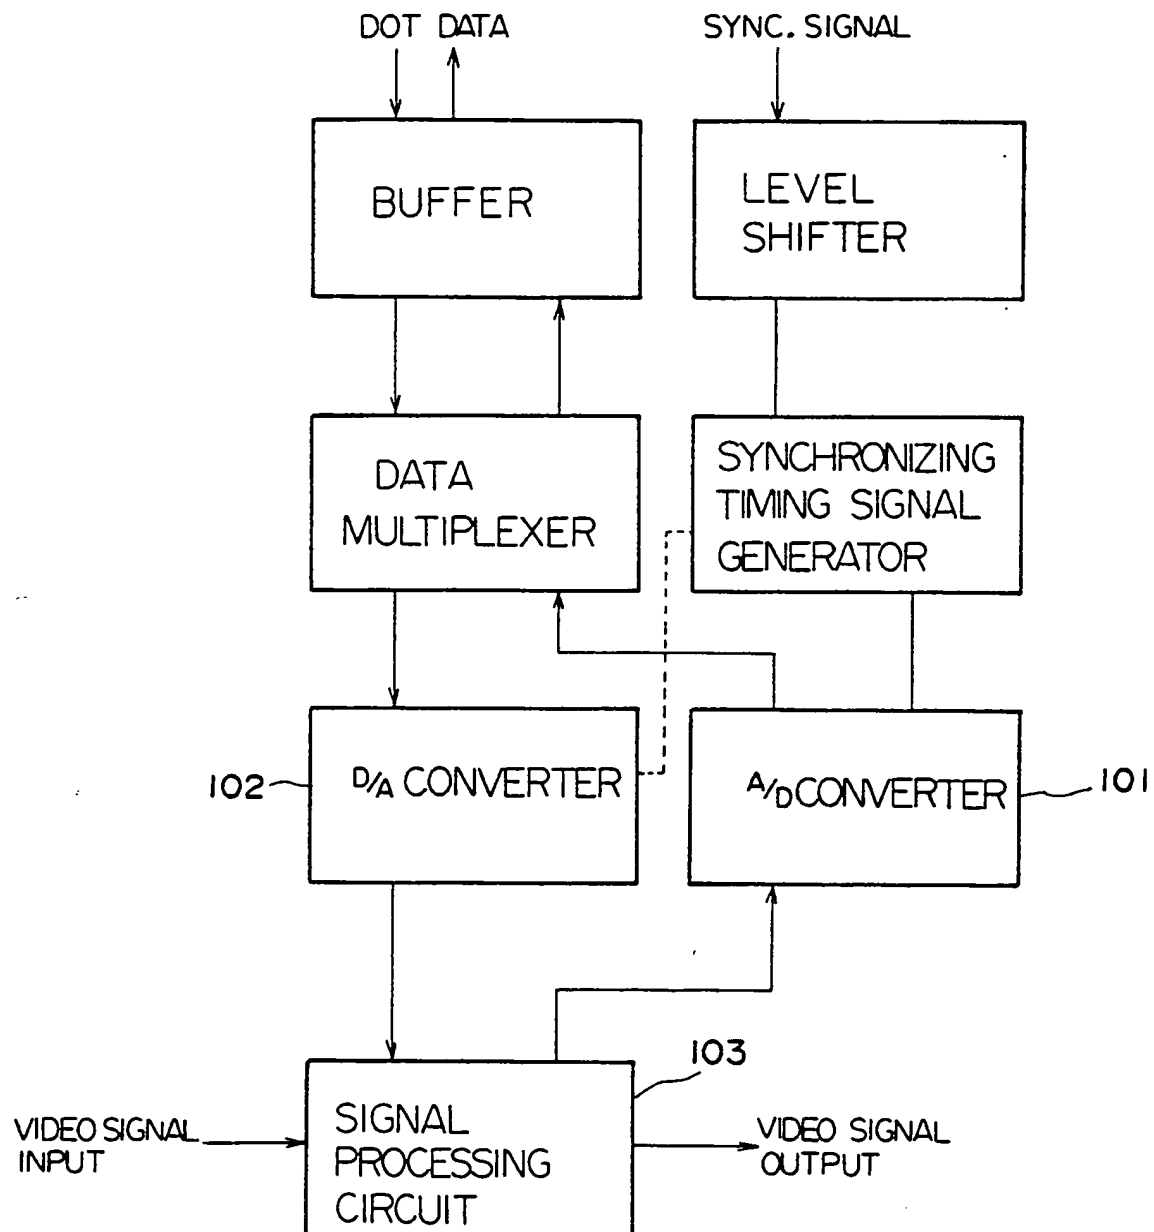 DOT DATA
SYNC. SIGNAL
BUFFER
LEVEL
SHIFTER
DATA
MULTIPLEXER
SYNCHRONIZING
TIMING SIGNAL
GENERATOR
102
D/A CONVERTER
A/D CONVERTER
101
103
VIDEO SIGNAL
INPUT
SIGNAL
PROCESSING
CIRCUIT
VIDEO SIGNAL
OUTPUT